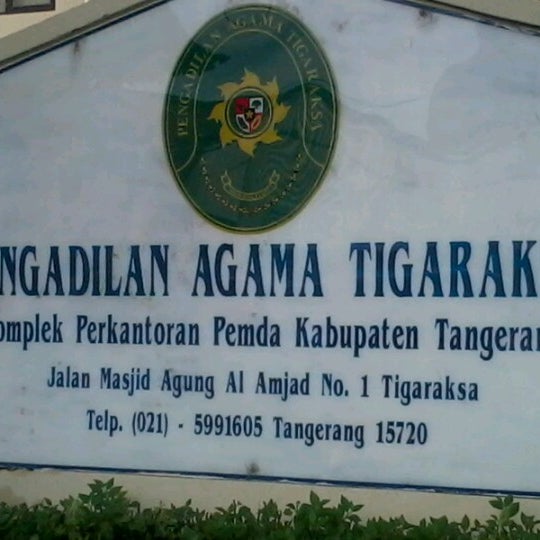 PENGADILAN AGAMA TIGARAKSA
NGADILAN AGAMA TIGARAK
omplek Perkantoran Pemda Kabupaten Tangeran
Jalan Masjid Agung Al Amjad No. 1 Tigaraksa
Telp. (021) - 5991605 Tangerang 15720